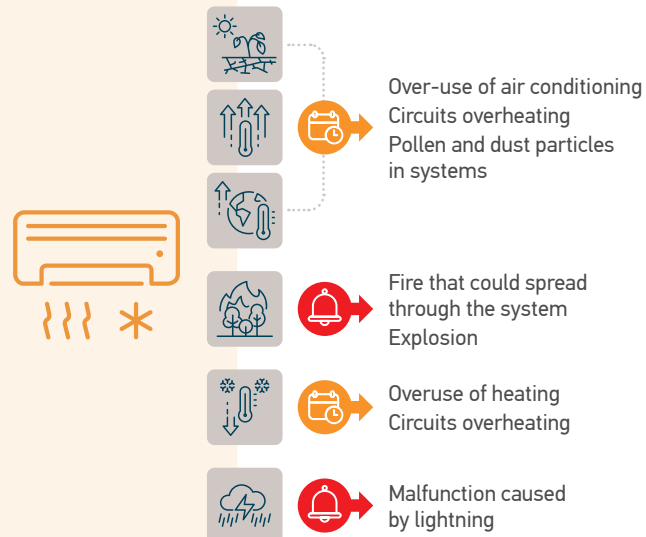 Over-use of air conditioning
Circuits overheating
Pollen and dust particles
in systems
Fire that could spread
through the system
Explosion
Overuse of heating
Circuits overheating
Malfunction caused
by lightning